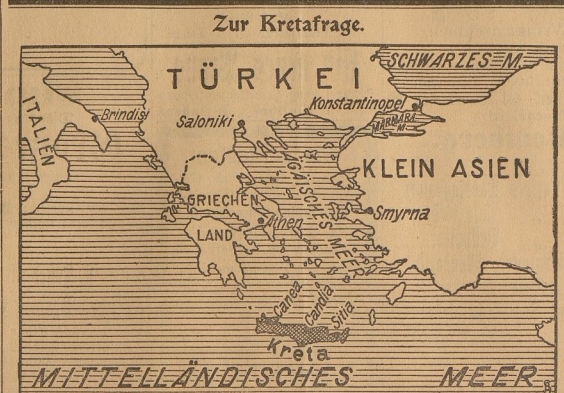 Zur Kretafrage.
SCHWARZES M.
TÜRKEI
Konstantinopel
ITALIEN
Brindisi
Saloniki
MARMARA M.
KLEIN ASIEN
ÄGÄISCHES MEER
GRIECHEN
LAND
Athen
Smyrna
Canea
Candia
Sitia
Kreta
MITTELLÄNDISCHES MEER